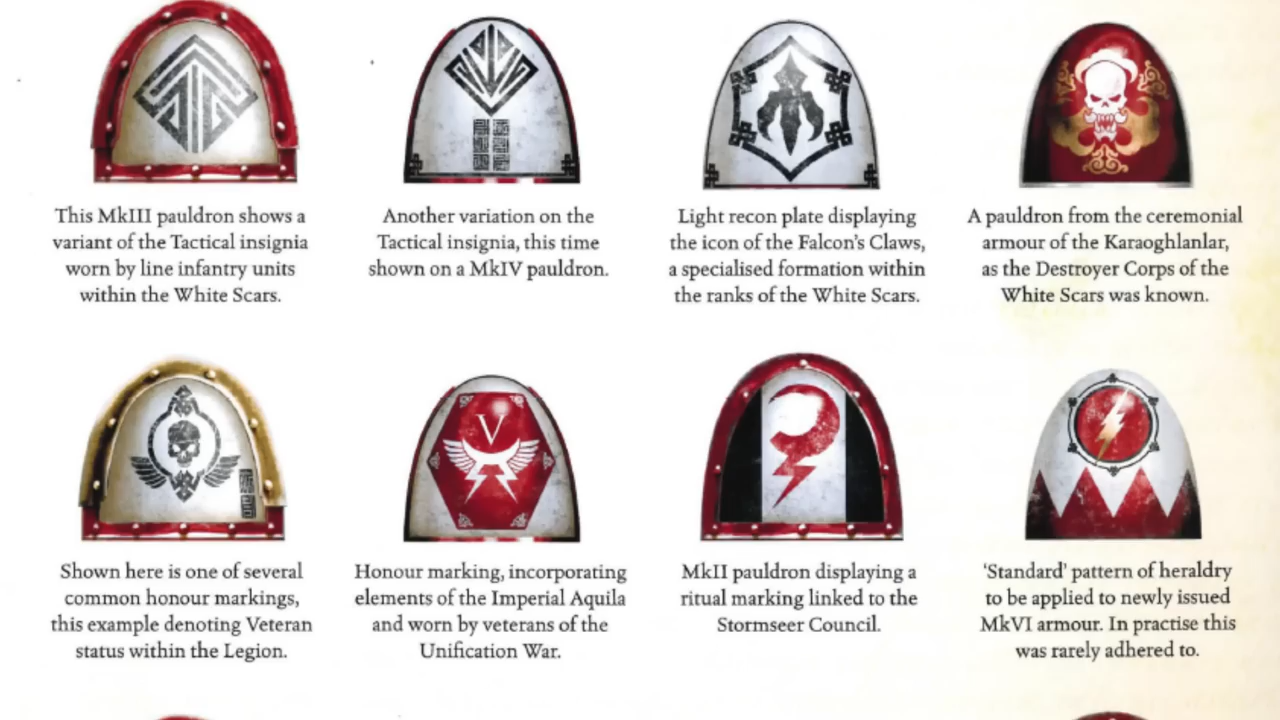 This MkIII pauldron shows a
variant of the Tactical insignia
worn by line infantry units
within the White Scars.
Another variation on the
Tactical insignia, this time
shown on a MkIV pauldron.
Light recon plate displaying
the icon of the Falcon's Claws,
a specialised formation within
the ranks of the White Scars.
A pauldron from the ceremonial
armour of the Karaoghlanlar,
as the Destroyer Corps of the
White Scars was known.
V
Shown here is one of several
common honour markings,
this example denoting Veteran
status within the Legion.
Honour marking, incorporating
elements of the Imperial Aquila
and worn by veterans of the
Unification War.
MkII pauldron displaying a
ritual marking linked to the
Stormseer Council.
'Standard' pattern of heraldry
to be applied to newly issued
MkVI armour. In practise this
was rarely adhered to.